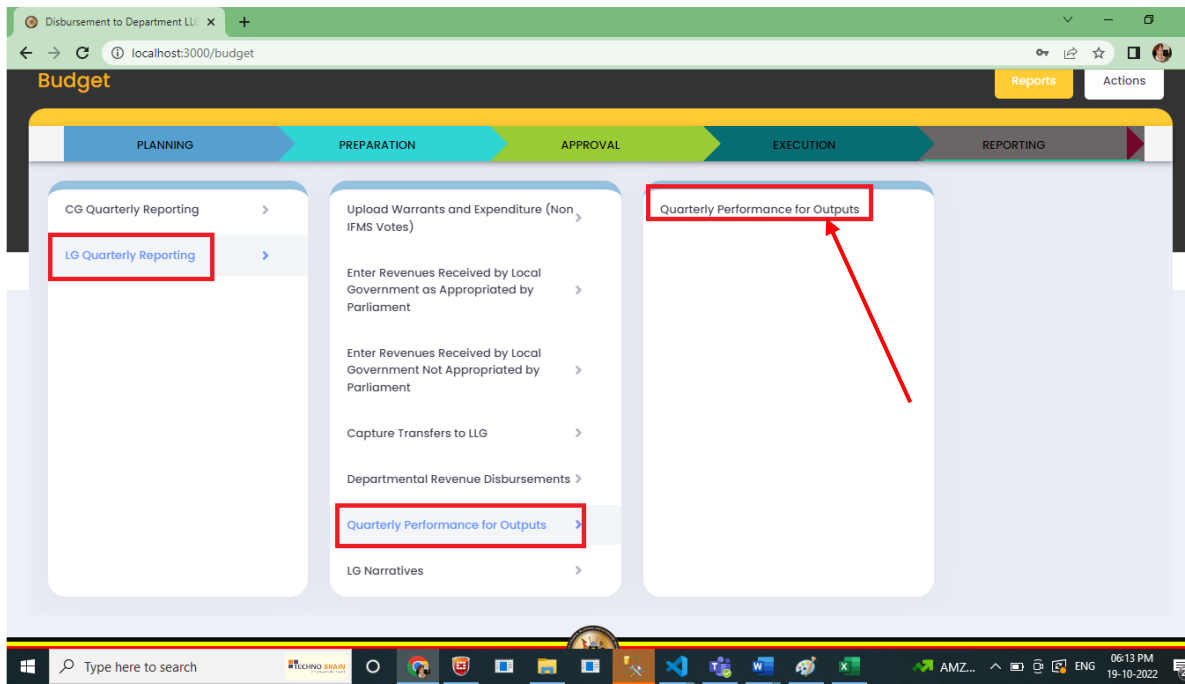 Disbursement to Department LLG
localhost:3000/budget
Budget
Reports
Actions
PLANNING
PREPARATION
APPROVAL
EXECUTION
REPORTING
CG Quarterly Reporting
LG Quarterly Reporting
Upload Warrants and Expenditure (Non
IFMS Votes)
Enter Revenues Received by Local
Government as Appropriated by
Parliament
Enter Revenues Received by Local
Government Not Appropriated by
Parliament
Capture Transfers to LLG
Departmental Revenue Disbursements
Quarterly Performance for Outputs
LG Narratives
Quarterly Performance for Outputs
Type here to search
TECHNO BRAIN
AMZ...
ENG
06:13 PM
19-10-2022
2